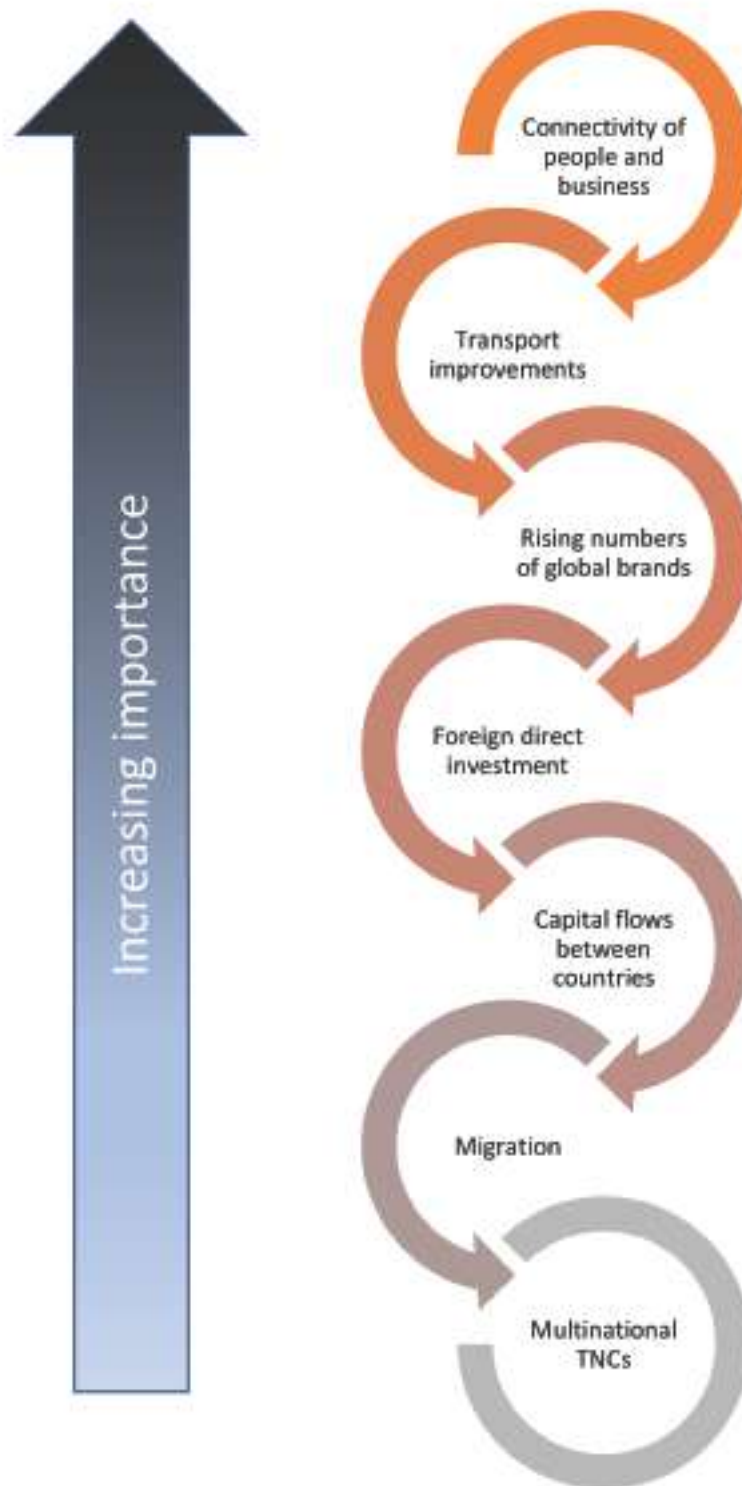 Increasing importance
Connectivity of
people and
business
Transport
improvements
Rising numbers
of global brands
Foreign direct
investment
Capital flows
between
countries
Migration
Multinational
TNCs